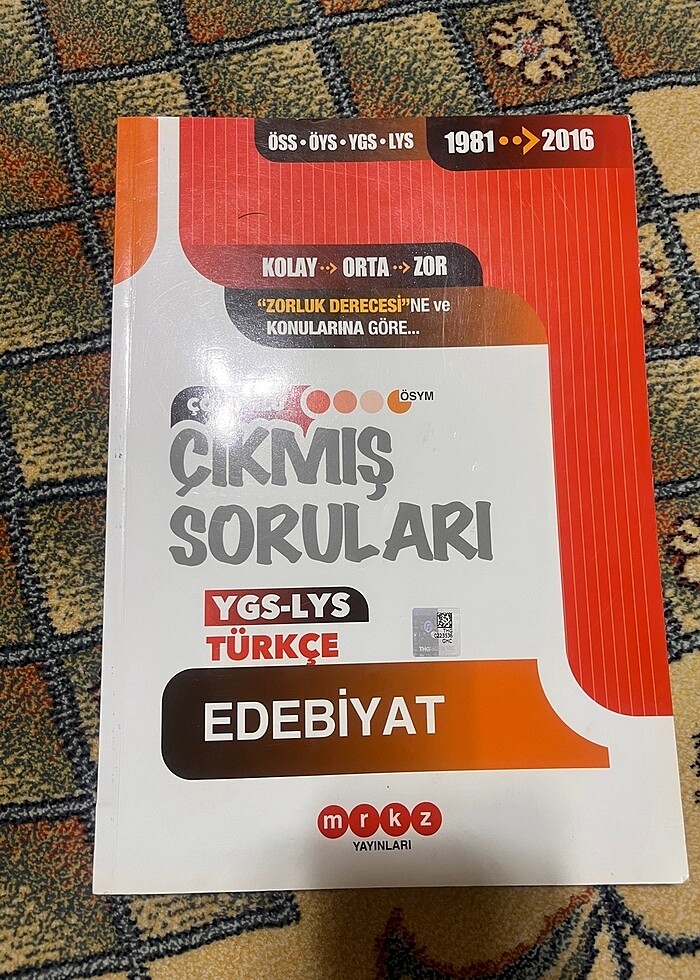 ÖSS • ÖYS • YGS • LYS
1981 ••> 2016
KOLAY ••> ORTA ••> ZOR
“ZORLUK DERECESİ”NE ve
KONULARINA GÖRE...
ÖSYM
ÇIKMIŞ
SORULARI
YGS-LYS
TÜRKÇE
THG
EDEBİYAT
mrkz
YAYINLARI